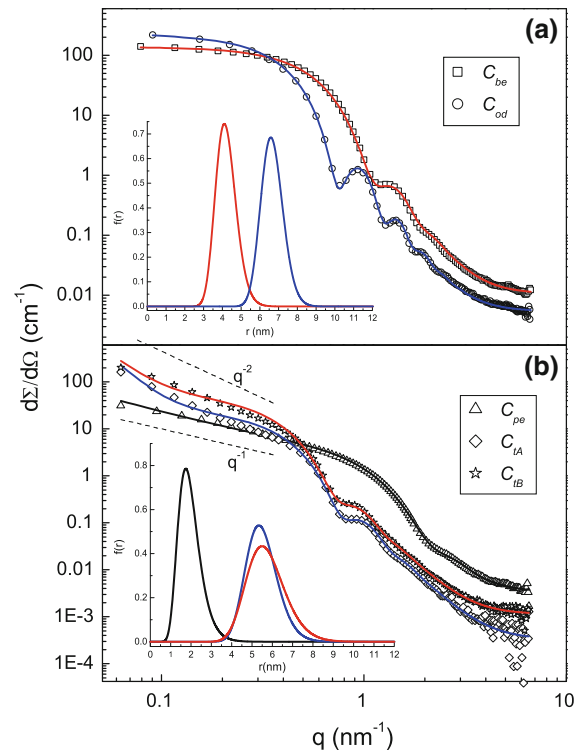 (a)
100
10
1
0.1
0.01
C_be
C_od
0.8
0.7
0.6
0.5
0.4
0.3
0.2
0.1
0.0
f(r)
0 1 2 3 4 5 6 7 8 9 10 11 12
r (nm)
dΣ/dΩ (cm⁻¹)
(b)
100
10
1
0.1
0.01
1E-3
1E-4
q⁻²
q⁻¹
C_pe
C_tA
C_tB
0.8
0.6
0.4
0.2
0.0
f(r)
0 1 2 3 4 5 6 7 8 9 10 11 12
r(nm)
0.1 1 10
q (nm⁻¹)